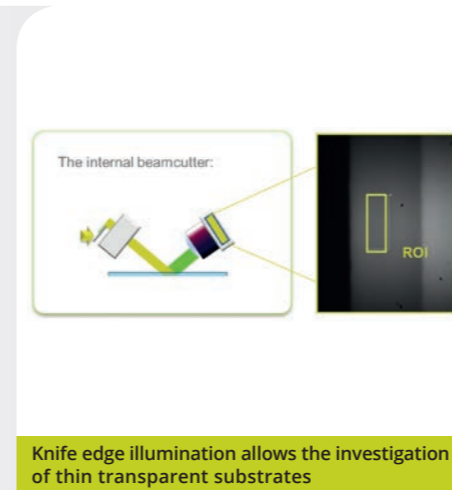 The internal beamcutter:
ROI
Knife edge illumination allows the investigation
of thin transparent substrates